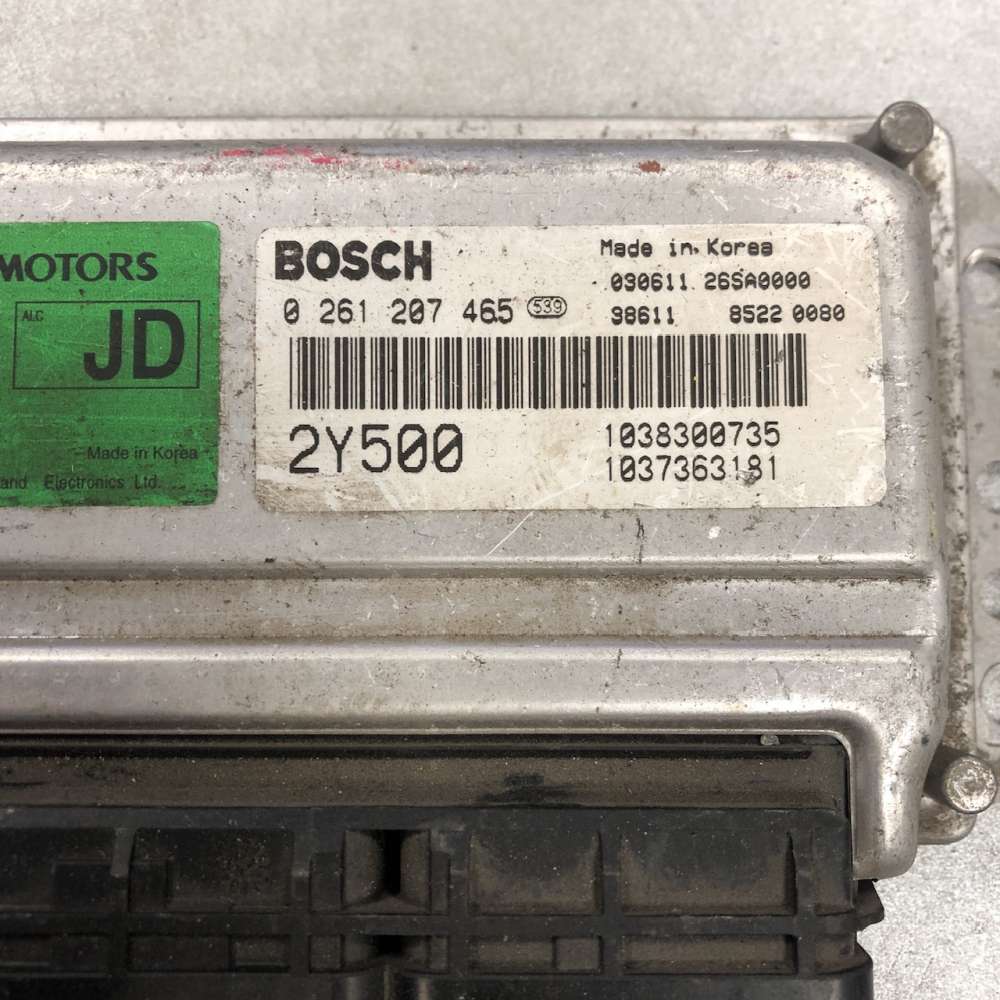 MOTORS
ALC
JD
Made in Korea
and Electronics Ltd.
BOSCH
Made in Korea
0 261 207 465 539
030611 26SA0000
38611 8522 0080
2Y500
1038300735
1037363181